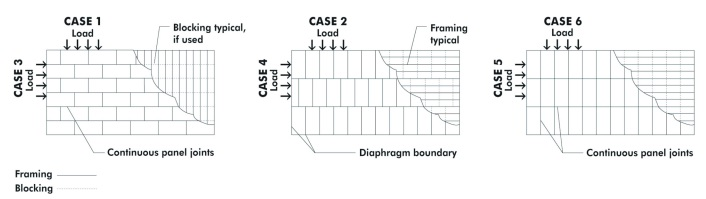 CASE 1
Load
Blocking typical,
if used
CASE 3
Load
Continuous panel joints
CASE 2
Load
Framing
typical
CASE 4
Load
Diaphragm boundary
CASE 6
Load
CASE 5
Load
Continuous panel joints
Framing
Blocking